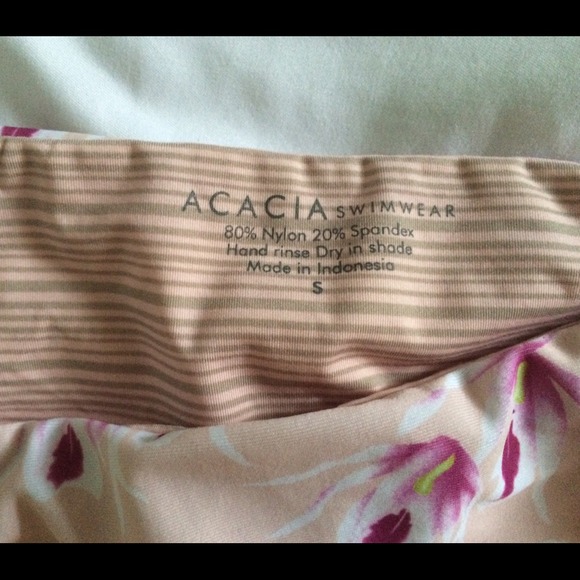 ACACIA SWIMWEAR
80% Nylon 20% Spandex
Hand rinse Dry in shade
Made in Indonesia
S